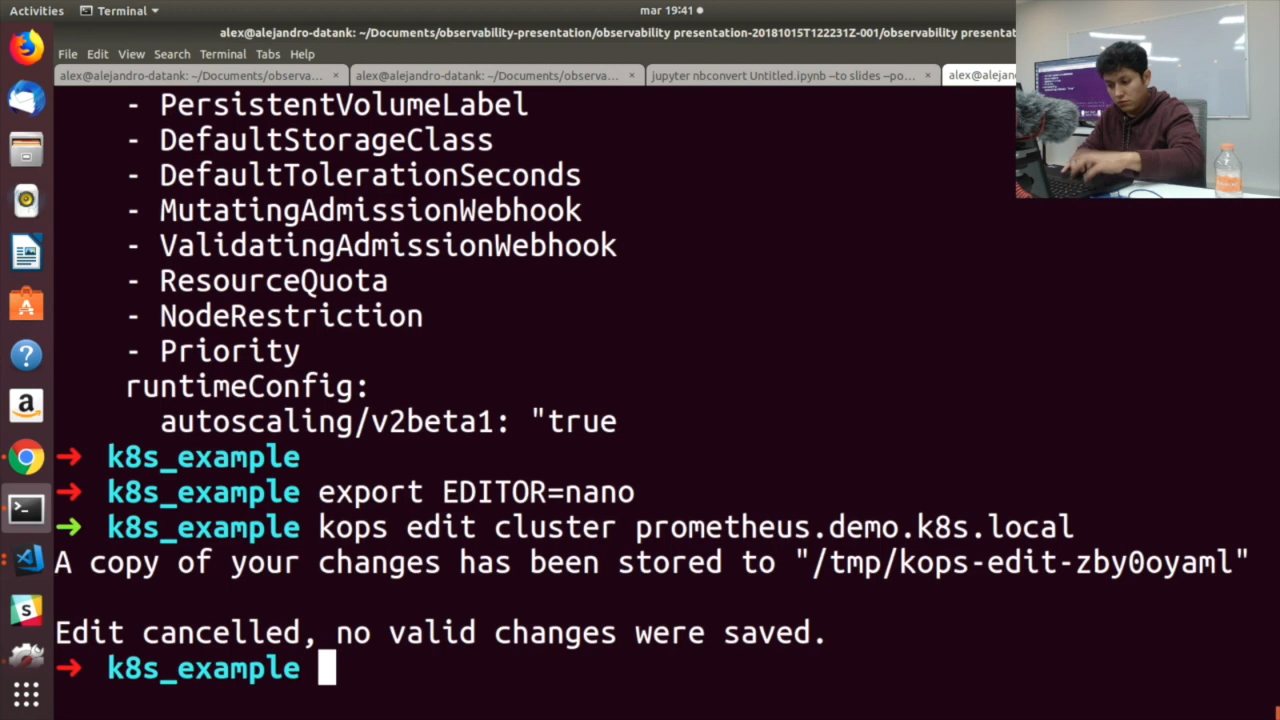 Activities
Terminal
mar 19:41
alex@alejandro-datank: ~/Documents/observability-presentation/observability presentation-20181015T122231Z-001/observability presenta
File Edit View Search Terminal Tabs Help
alex@alejandro-datank: ~/Documents/observa... ×
alex@alejandro-datank: ~/Documents/observa... ×
jupyter nbconvert Untitled.ipynb --to slides --po... ×
alex@alejan
- PersistentVolumeLabel
- DefaultStorageClass
- DefaultTolerationSeconds
- MutatingAdmissionWebhook
- ValidatingAdmissionWebhook
- ResourceQuota
- NodeRestriction
- Priority
runtimeConfig:
autoscaling/v2beta1: "true
➜ k8s_example
➜ k8s_example export EDITOR=nano
➜ k8s_example kops edit cluster prometheus.demo.k8s.local
A copy of your changes has been stored to "/tmp/kops-edit-zby0oyaml"
Edit cancelled, no valid changes were saved.
➜ k8s_example